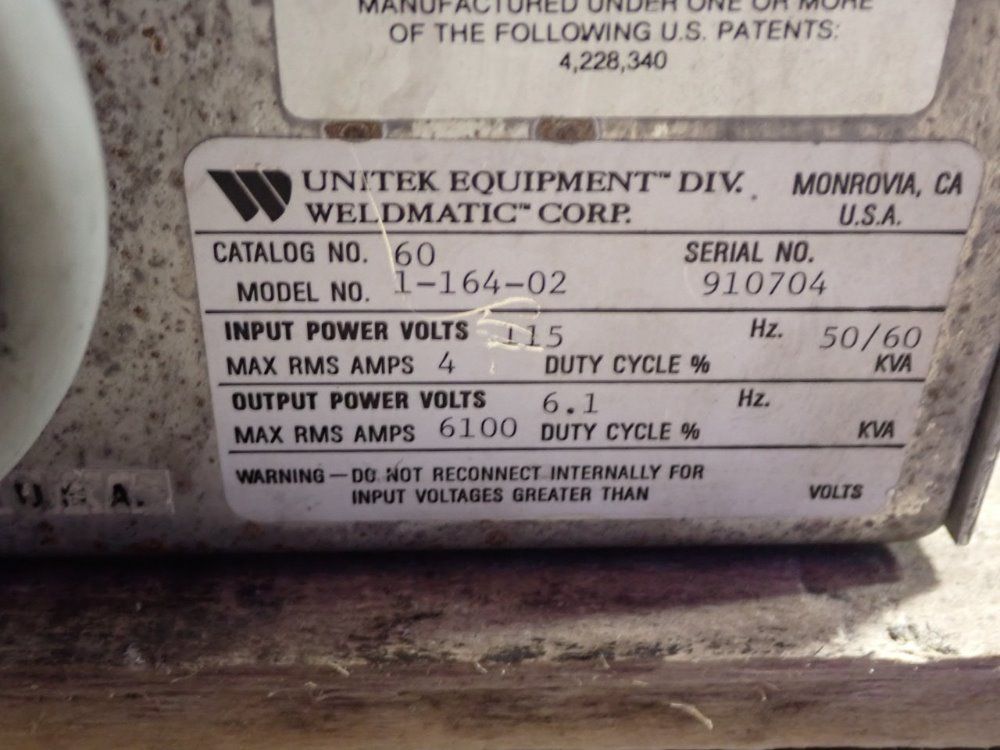 MANUFACTURED UNDER ONE OR MORE
OF THE FOLLOWING U.S. PATENTS:
4,228,340
UNITEK EQUIPMENT™ DIV. MONROVIA, CA
WELDMATIC™ CORP. U.S.A.
CATALOG NO. 60 SERIAL NO.
MODEL NO. 1-164-02 910704
INPUT POWER VOLTS 115 Hz. 50/60
MAX RMS AMPS 4 DUTY CYCLE % KVA
OUTPUT POWER VOLTS 6.1 Hz.
MAX RMS AMPS 6100 DUTY CYCLE % KVA
WARNING — DO NOT RECONNECT INTERNALLY FOR
INPUT VOLTAGES GREATER THAN VOLTS
U.S.A.